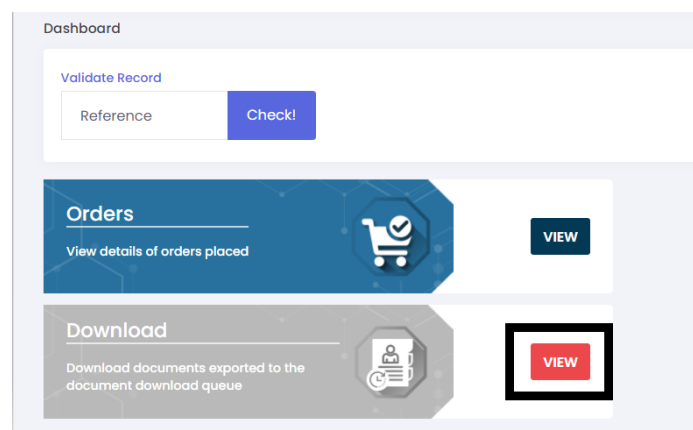 Dashboard
Validate Record
Reference
Check!
Orders
View details of orders placed
VIEW
Download
Download documents exported to the
document download queue
VIEW